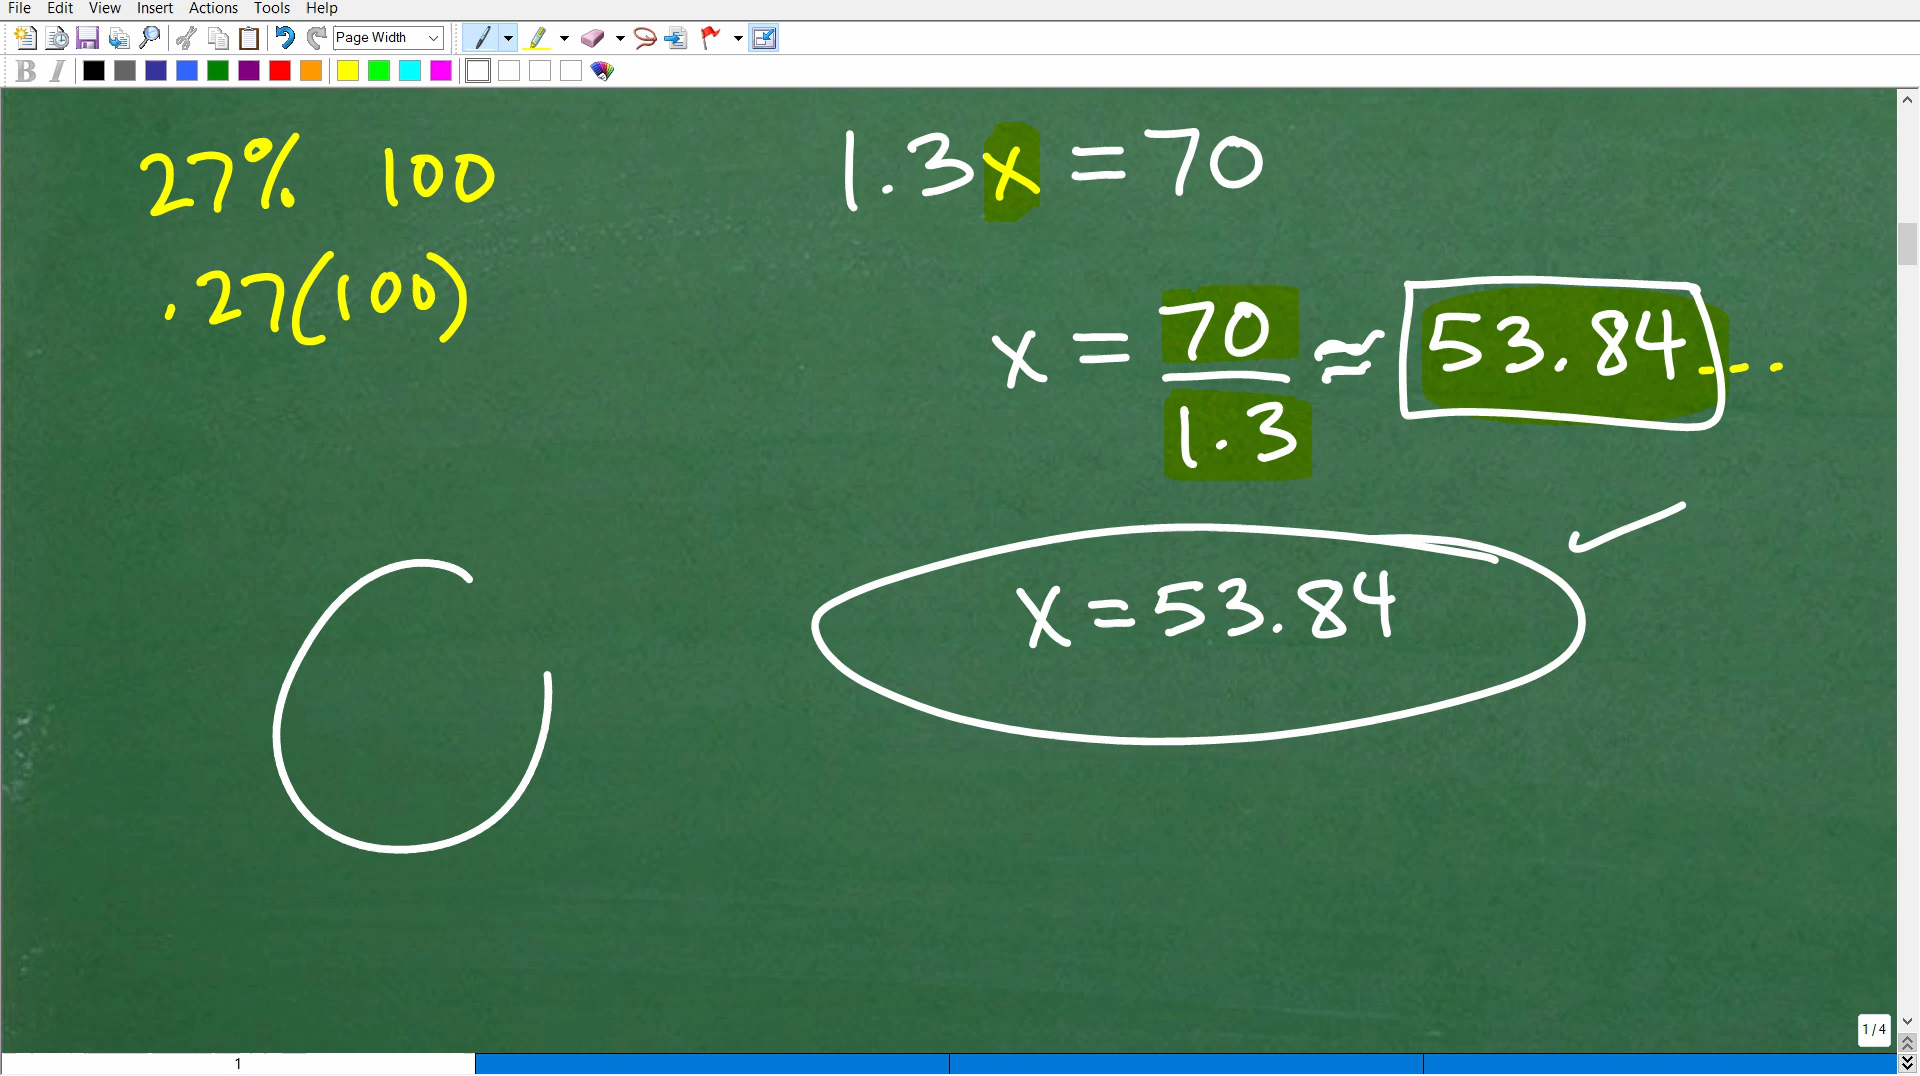 File Edit View Insert Actions Tools Help
Page Width
B I
27% 100
.27(100)
1.3x = 70
x = 70/1.3 ≈ 53.84...
x = 53.84
1/4
1